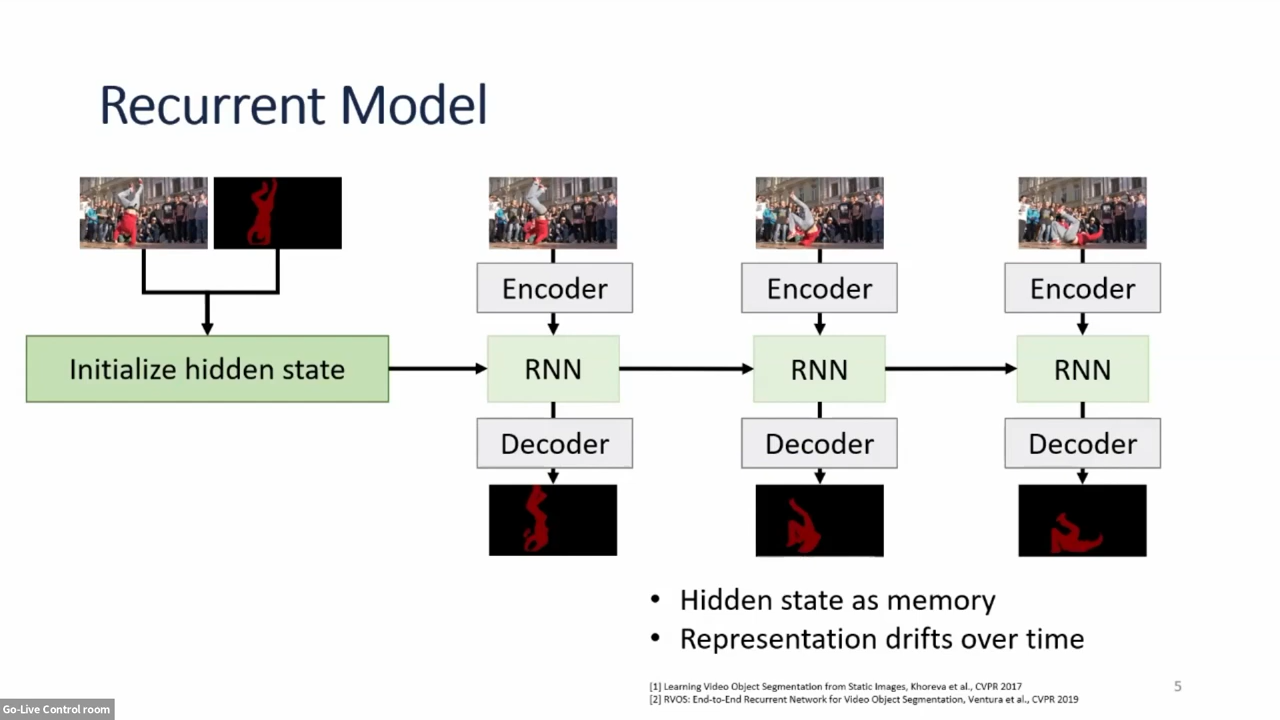 Recurrent Model
Encoder
Encoder
Encoder
Initialize hidden state
RNN
RNN
RNN
Decoder
Decoder
Decoder
• Hidden state as memory
• Representation drifts over time
[1] Learning Video Object Segmentation from Static Images, Khoreva et al., CVPR 2017
[2] RVOS: End-to-End Recurrent Network for Video Object Segmentation, Ventura et al., CVPR 2019
5
Go-Live Control room